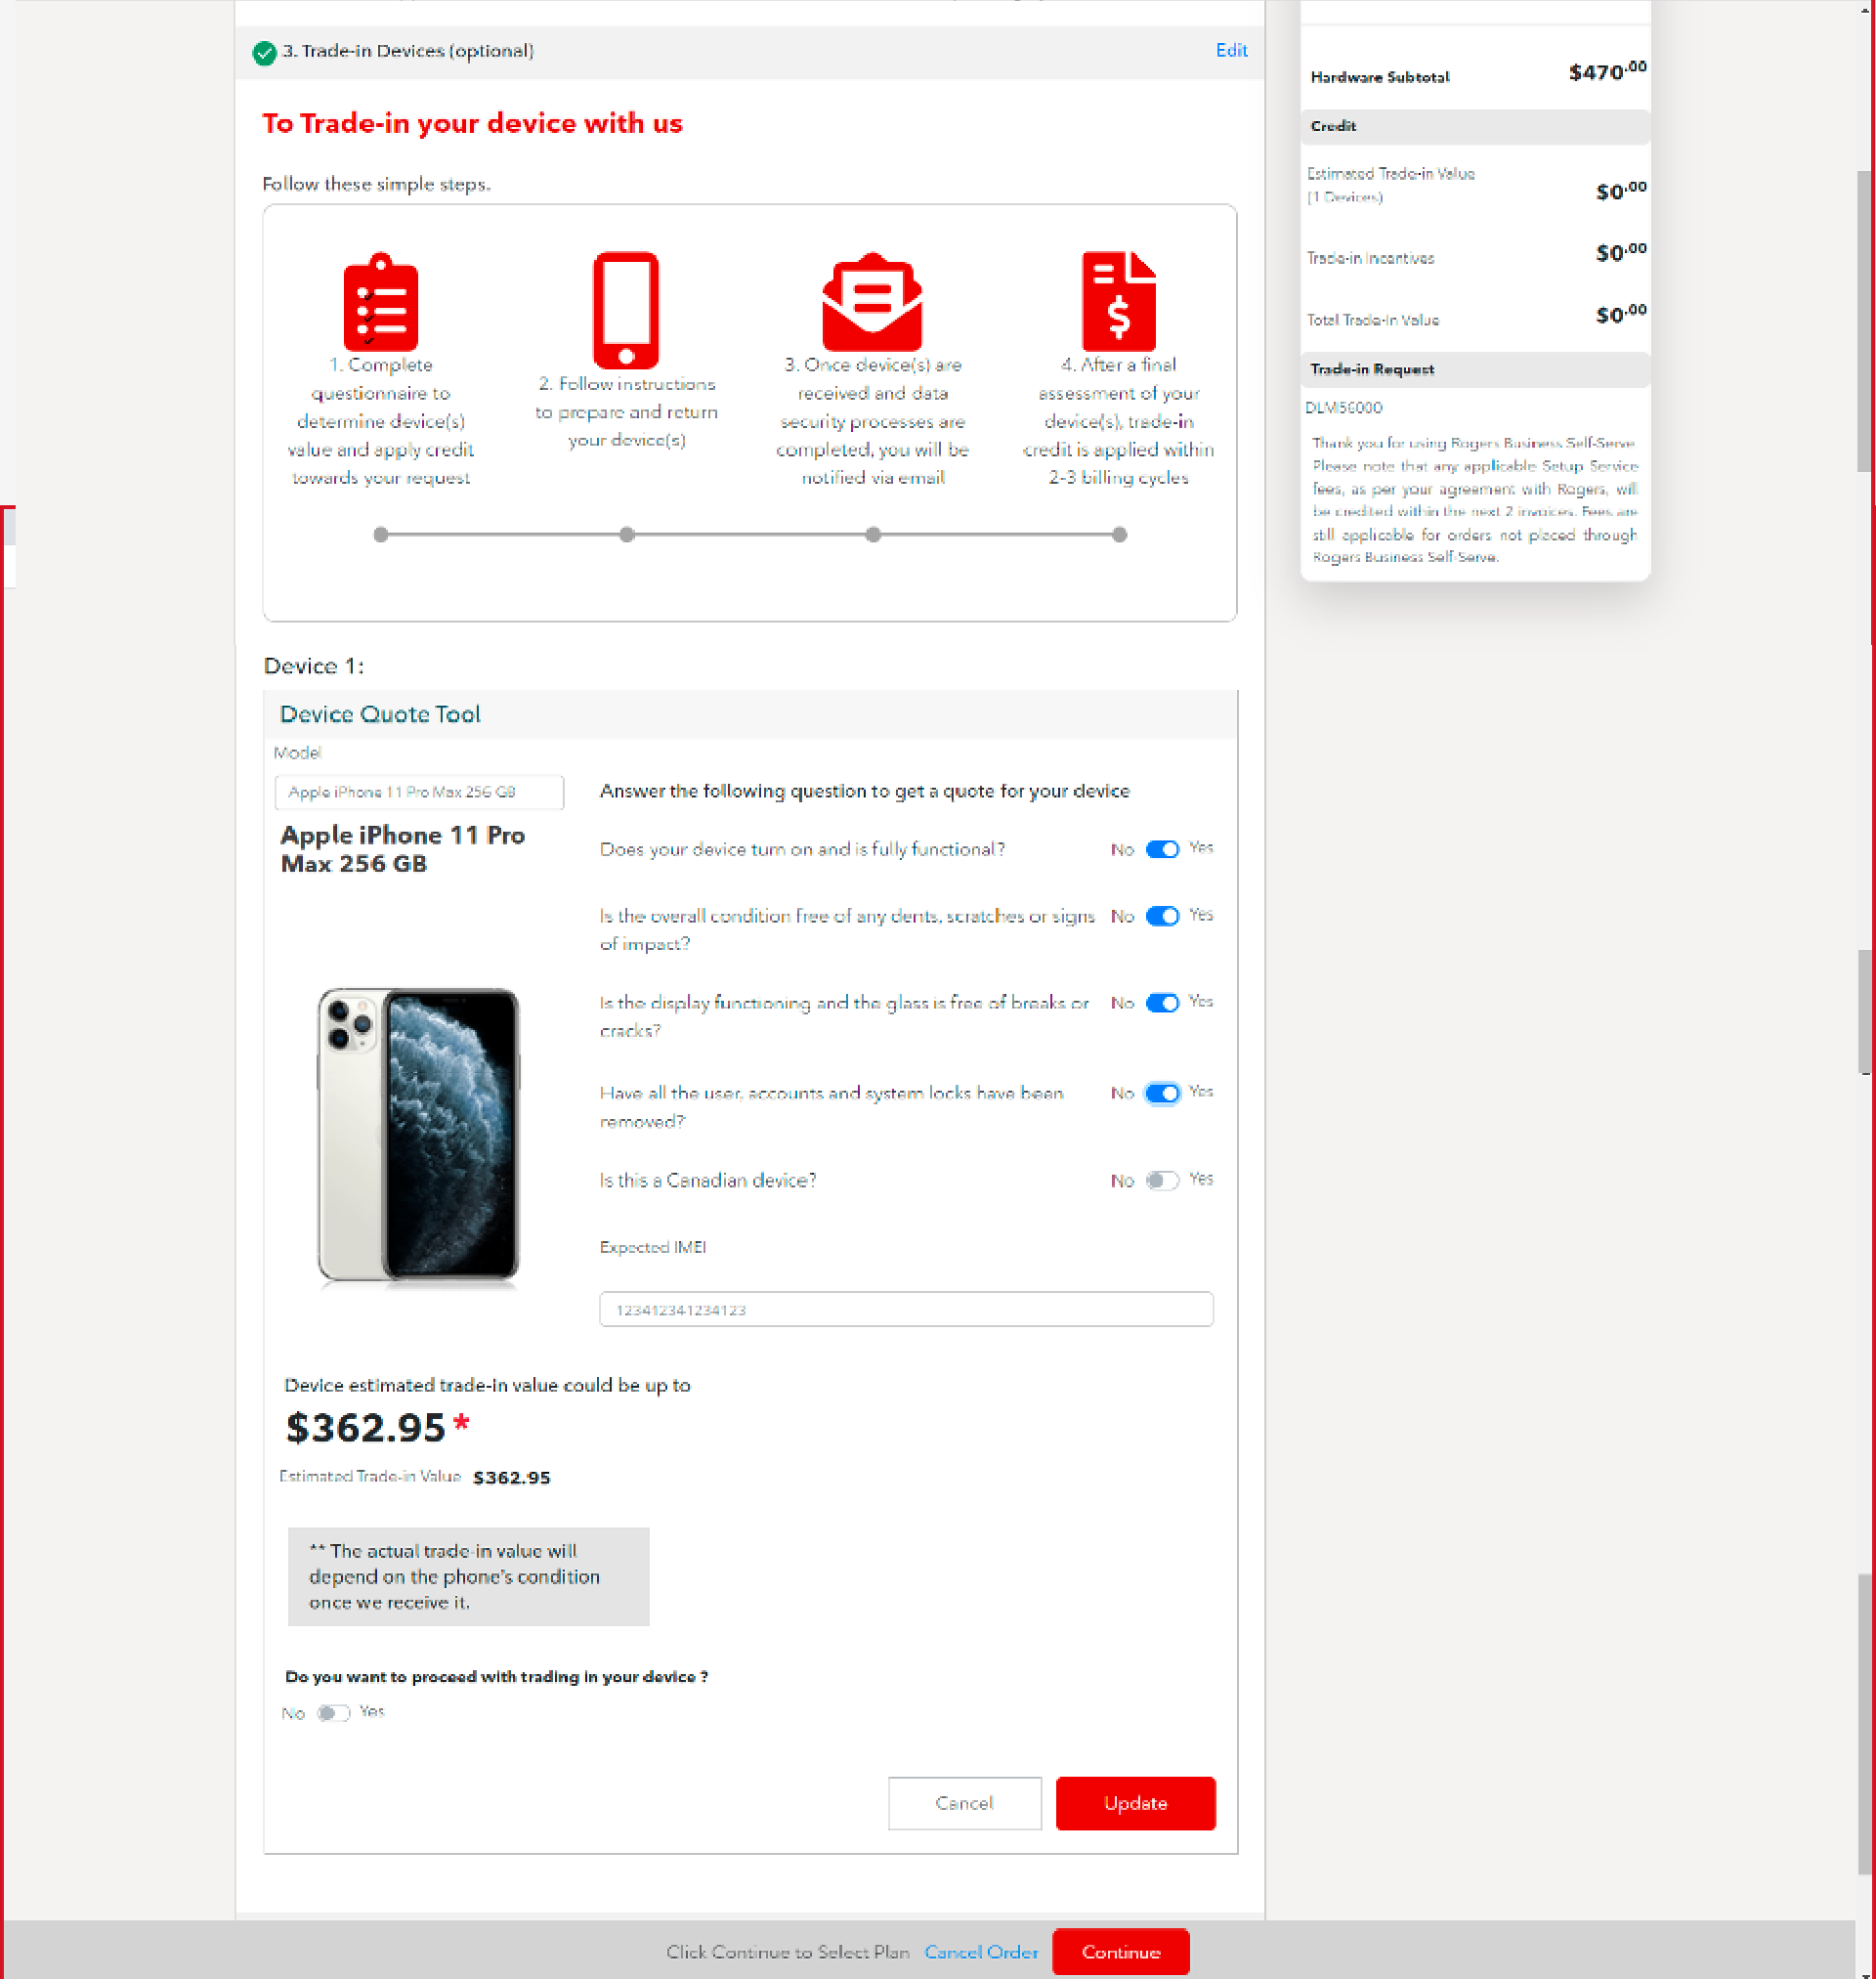 3. Trade-in Devices (optional)
Edit
To Trade-in your device with us
Follow these simple steps.
1. Complete
questionnaire to
determine device(s)
value and apply credit
towards your request
2. Follow instructions
to prepare and return
your device(s)
3. Once device(s) are
received and data
security processes are
completed, you will be
notified via email
4. After a final
assessment of your
device(s), trade-in
credit is applied within
2-3 billing cycles
Device 1:
Device Quote Tool
Model
Apple iPhone 11 Pro Max 256 GB
Apple iPhone 11 Pro
Max 256 GB
Answer the following question to get a quote for your device
Does your device turn on and is fully functional?
No Yes
Is the overall condition free of any dents, scratches or signs
of impact?
No Yes
Is the display functioning and the glass is free of breaks or
cracks?
No Yes
Have all the user, accounts and system locks have been
removed?
No Yes
Is this a Canadian device?
No Yes
Expected IMEI
123412341234123
Device estimated trade-in value could be up to
$362.95 *
Estimated Trade-in Value $362.95
** The actual trade-in value will
depend on the phone's condition
once we receive it.
Do you want to proceed with trading in your device ?
No Yes
Cancel
Update
Hardware Subtotal $470.00
Credit
Estimated Trade-in Value
(1 Devices)
$0.00
Trade-in Incentives $0.00
Total Trade-In Value $0.00
Trade-in Request
DLM56000
Thank you for using Rogers Business Self-Serve.
Please note that any applicable Setup Service
fees, as per your agreement with Rogers, will
be credited within the next 2 invoices. Fees are
still applicable for orders not placed through
Rogers Business Self-Serve.
Click Continue to Select Plan Cancel Order Continue